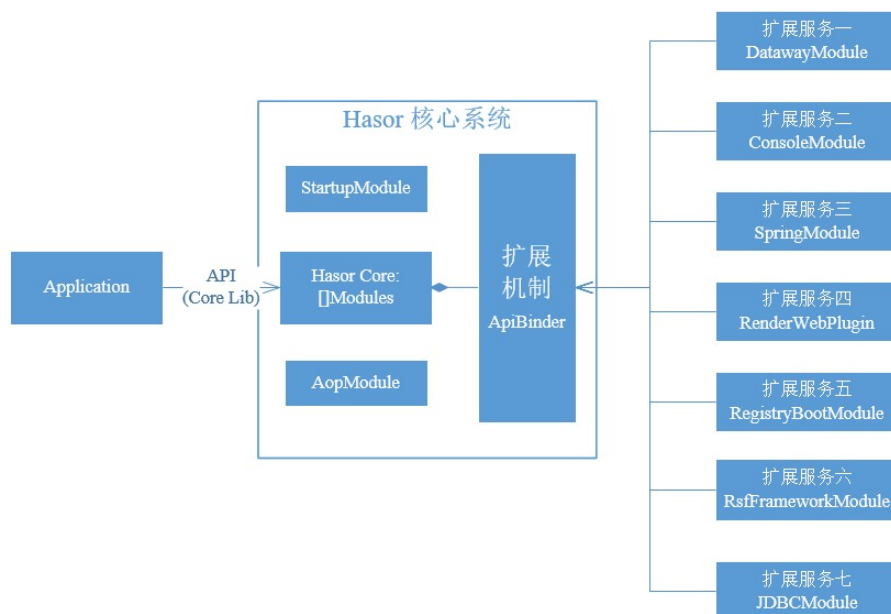 Application
API
(Core Lib)
Hasor 核心系统
StartupModule
Hasor Core:
[]Modules
AopModule
扩展
机制
ApiBinder
扩展服务一
DatawayModule
扩展服务二
ConsoleModule
扩展服务三
SpringModule
扩展服务四
RenderWebPlugin
扩展服务五
RegistryBootModule
扩展服务六
RsfFrameworkModule
扩展服务七
JDBCModule